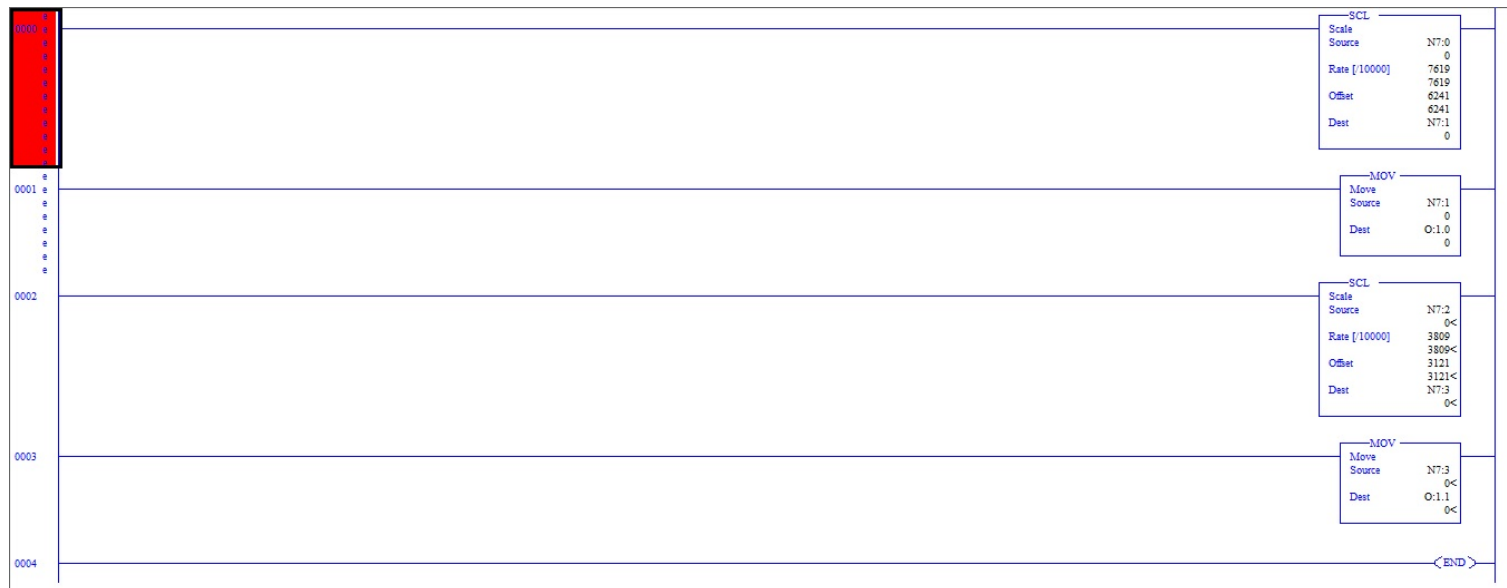 e
0000 e
e
e
e
e
e
e
e
e
e
e
SCL
Scale
Source N7:0
0
Rate [/10000] 7619
7619
Offset 6241
6241
Dest N7:1
0
e
0001 e
e
e
e
e
e
e
MOV
Move
Source N7:1
0
Dest O:1.0
0
0002
SCL
Scale
Source N7:2
0<
Rate [/10000] 3809
3809<
Offset 3121
3121<
Dest N7:3
0<
0003
MOV
Move
Source N7:3
0<
Dest O:1.1
0<
0004
END